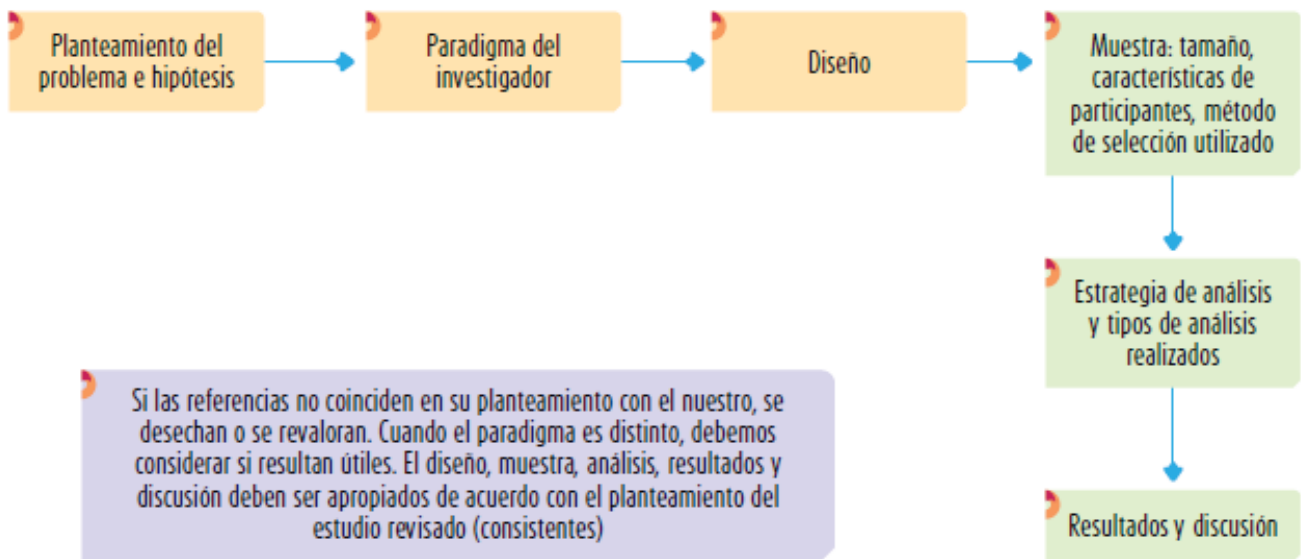 Planteamiento del
problema e hipótesis
Paradigma del
investigador
Diseño
Muestra: tamaño,
características de
participantes, método
de selección utilizado
Estrategia de análisis
y tipos de análisis
realizados
Si las referencias no coinciden en su planteamiento con el nuestro, se
desechan o se revaloran. Cuando el paradigma es distinto, debemos
considerar si resultan útiles. El diseño, muestra, análisis, resultados y
discusión deben ser apropiados de acuerdo con el planteamiento del
estudio revisado (consistentes)
Resultados y discusión